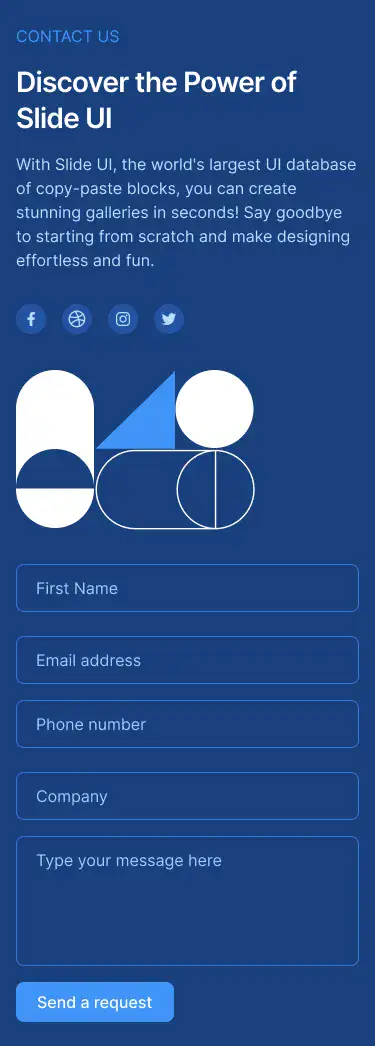 CONTACT US
Discover the Power of
Slide UI
With Slide UI, the world's largest UI database
of copy-paste blocks, you can create
stunning galleries in seconds! Say goodbye
to starting from scratch and make designing
effortless and fun.
First Name
Email address
Phone number
Company
Type your message here
Send a request